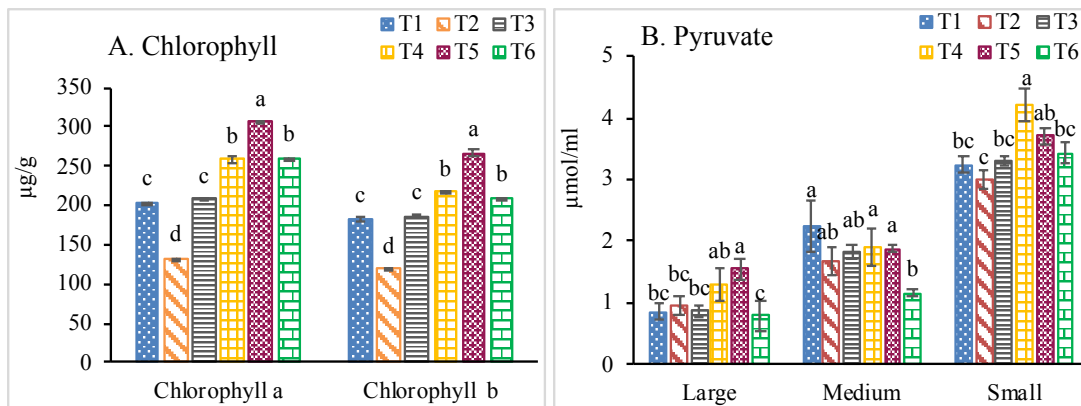 A. Chlorophyll
T1 T2 T3
T4 T5 T6
350
300
250
200
150
100
50
0
µg/g
c d c b a b
c d c b a b
Chlorophyll a Chlorophyll b
B. Pyruvate
T1 T2 T3
T4 T5 T6
5
4
3
2
1
0
µmol/ml
bc bc bc ab a c
a ab ab a a b
bc c bc a ab bc
Large Medium Small